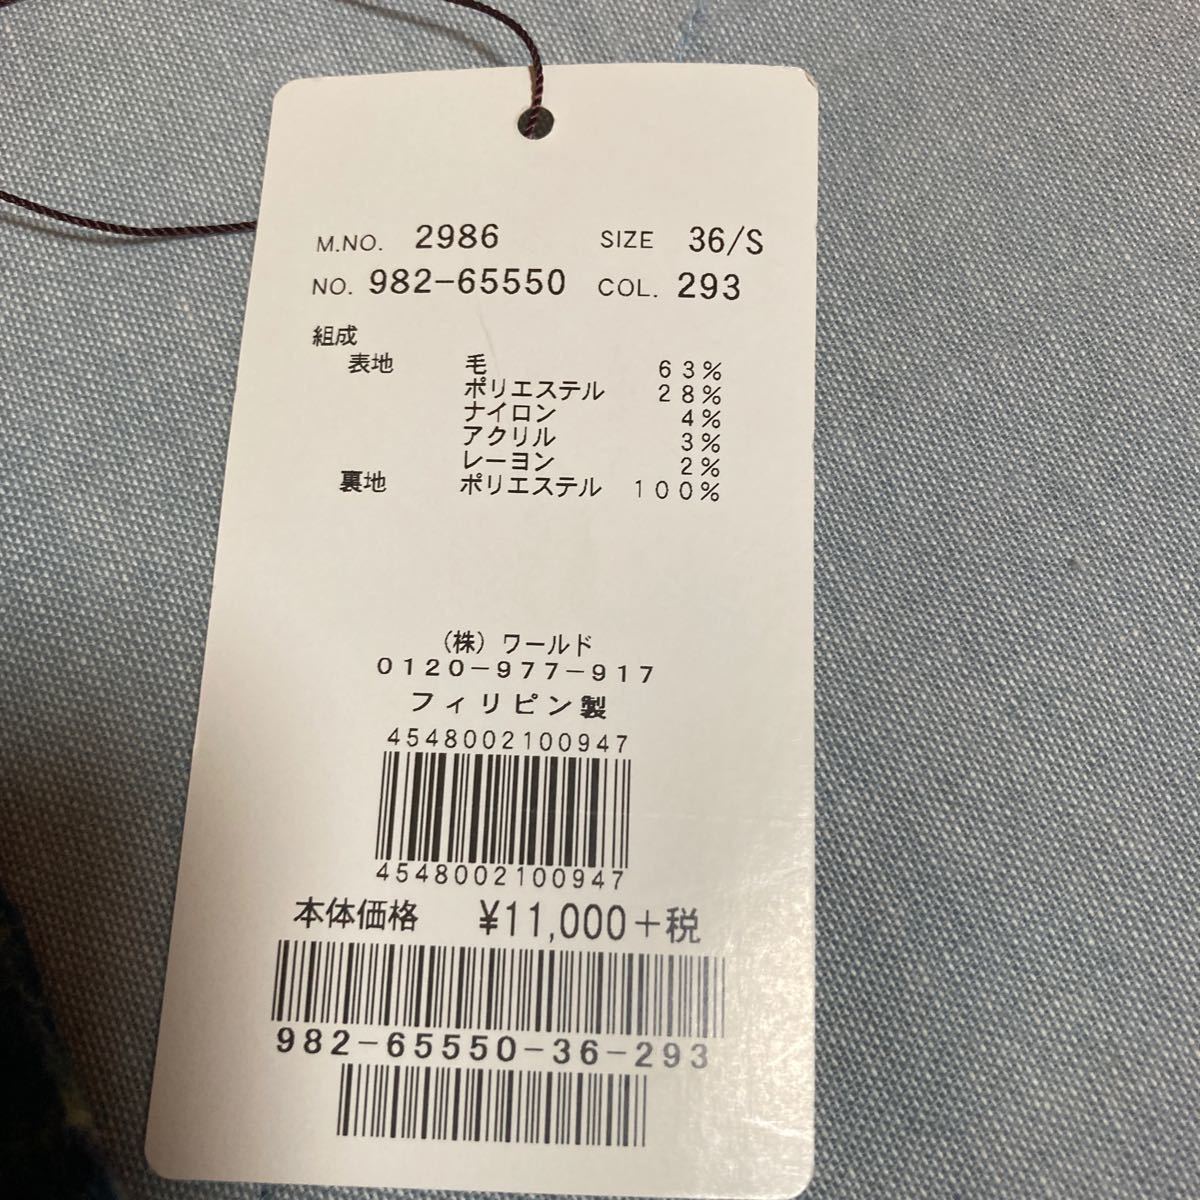 M.NO. 2986 SIZE 36/S
NO. 982-65550 COL. 293
組成
表地 毛 63%
ポリエステル 28%
ナイロン 4%
アクリル 3%
レーヨン 2%
裏地 ポリエステル 100%
(株)ワールド
0120-977-917
フィリピン製
4548002100947
4548002100947
本体価格 ¥11,000+税
982-65550-36-293